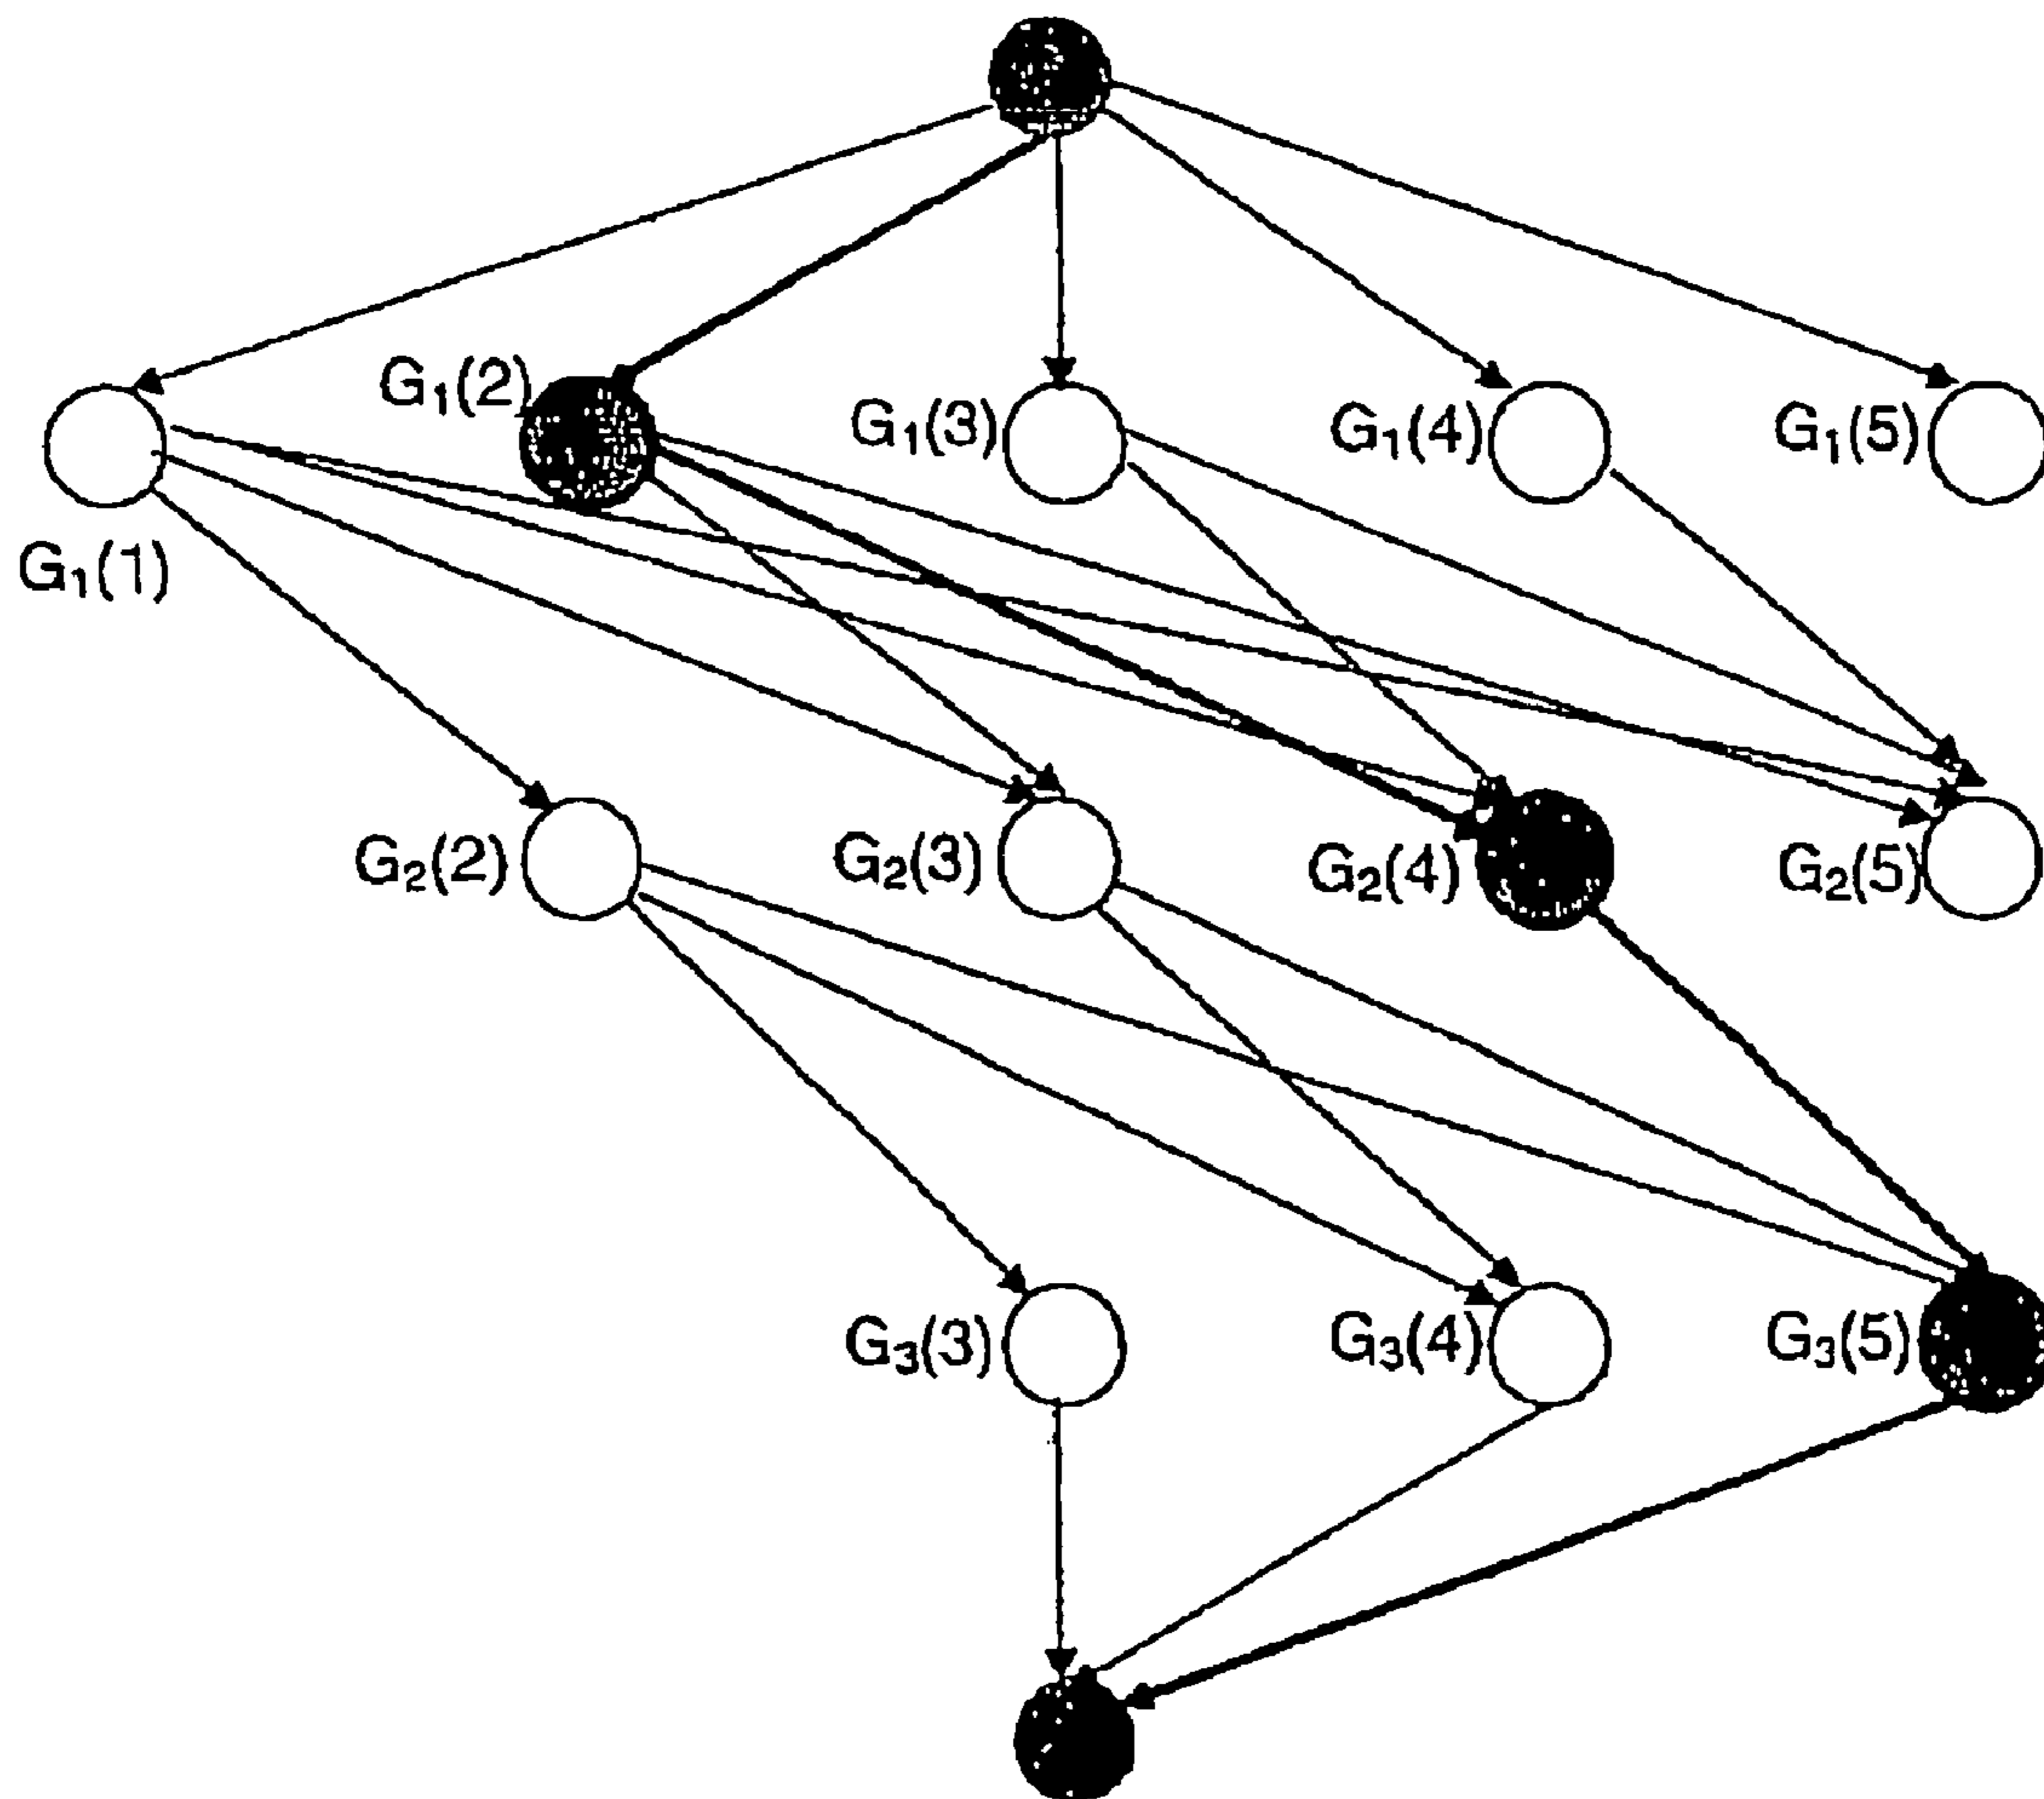 G₁(1)
G₁(2)
G₁(3)
G₁(4)
G₁(5)
G₂(2)
G₂(3)
G₂(4)
G₂(5)
G₃(3)
G₃(4)
G₃(5)